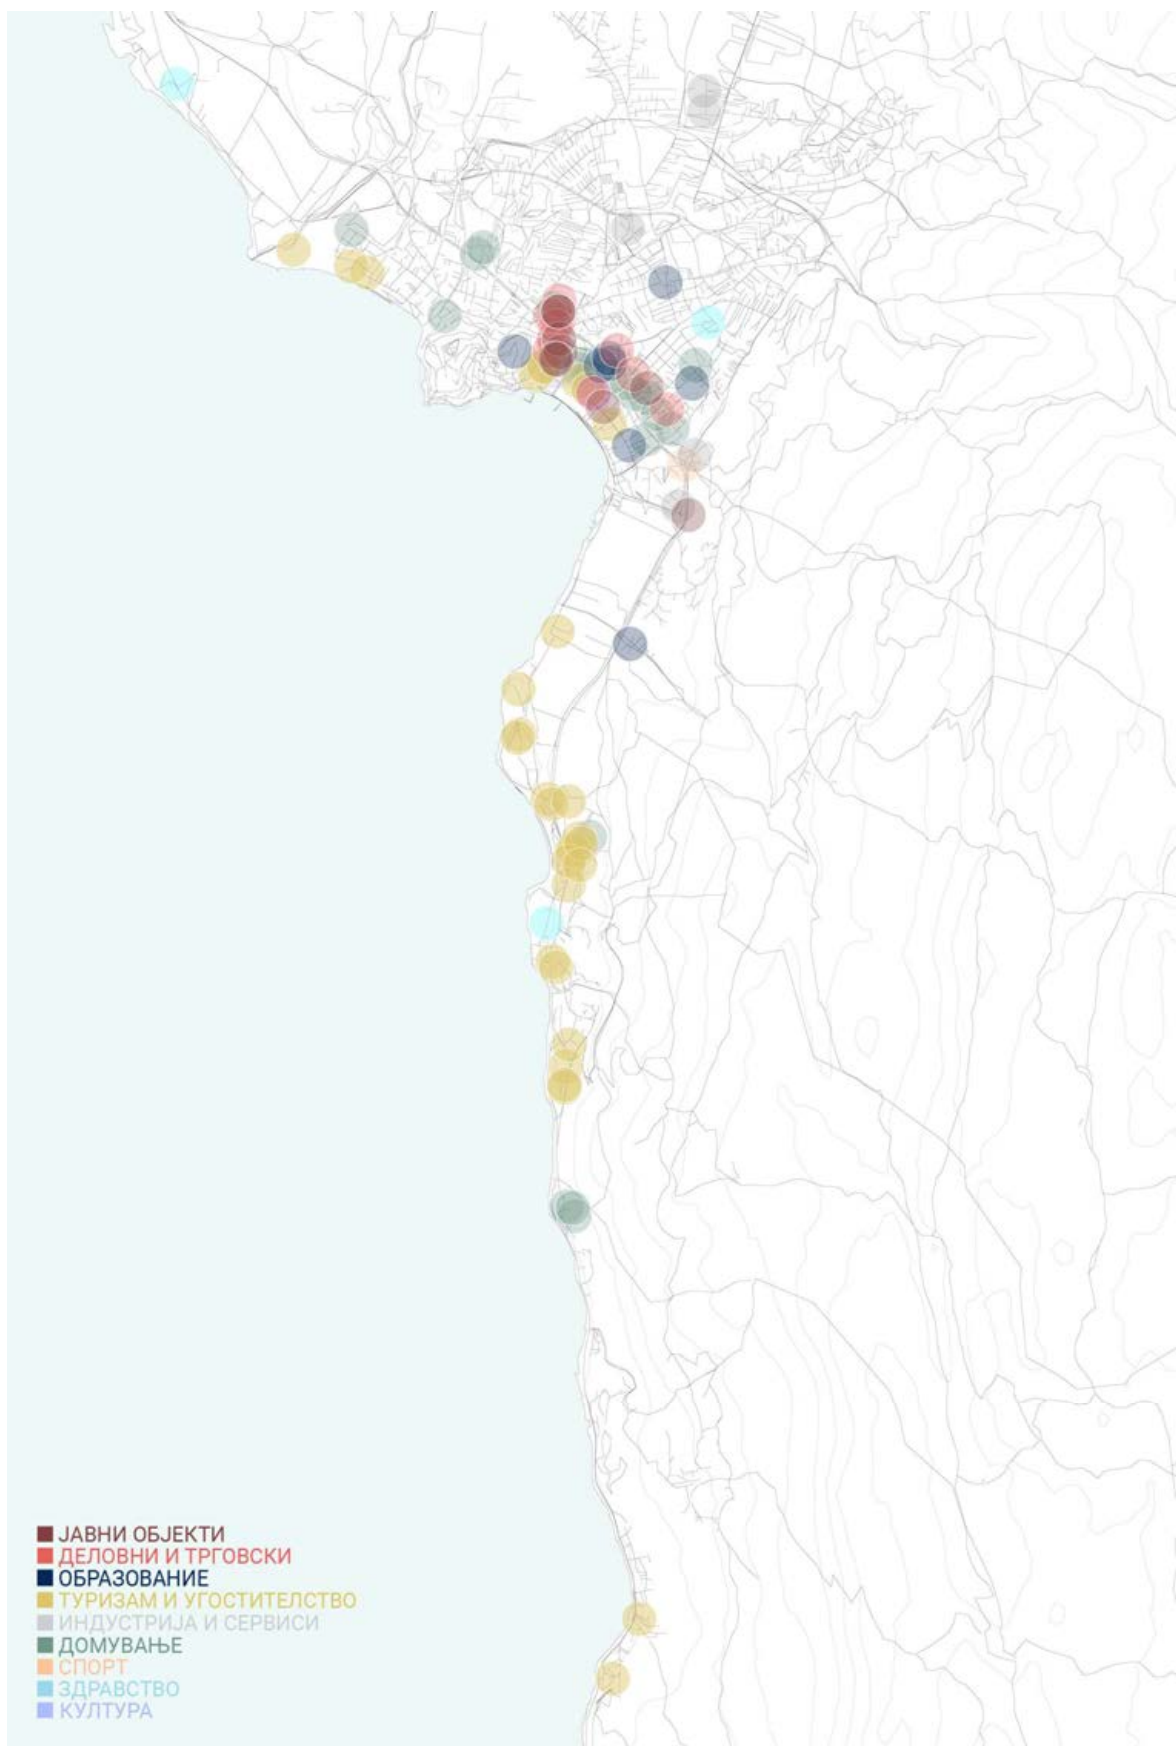 ЈАВНИ ОБЈЕКТИ
ДЕЛОВНИ И ТРГОВСКИ
ОБРАЗОВАНИЕ
ТУРИЗАМ И УГОСТИТЕЛСТВО
ИНДУСТРИЈА И СЕРВИСИ
ДОМУВАЊЕ
СПОРТ
ЗДРАВСТВО
КУЛТУРА